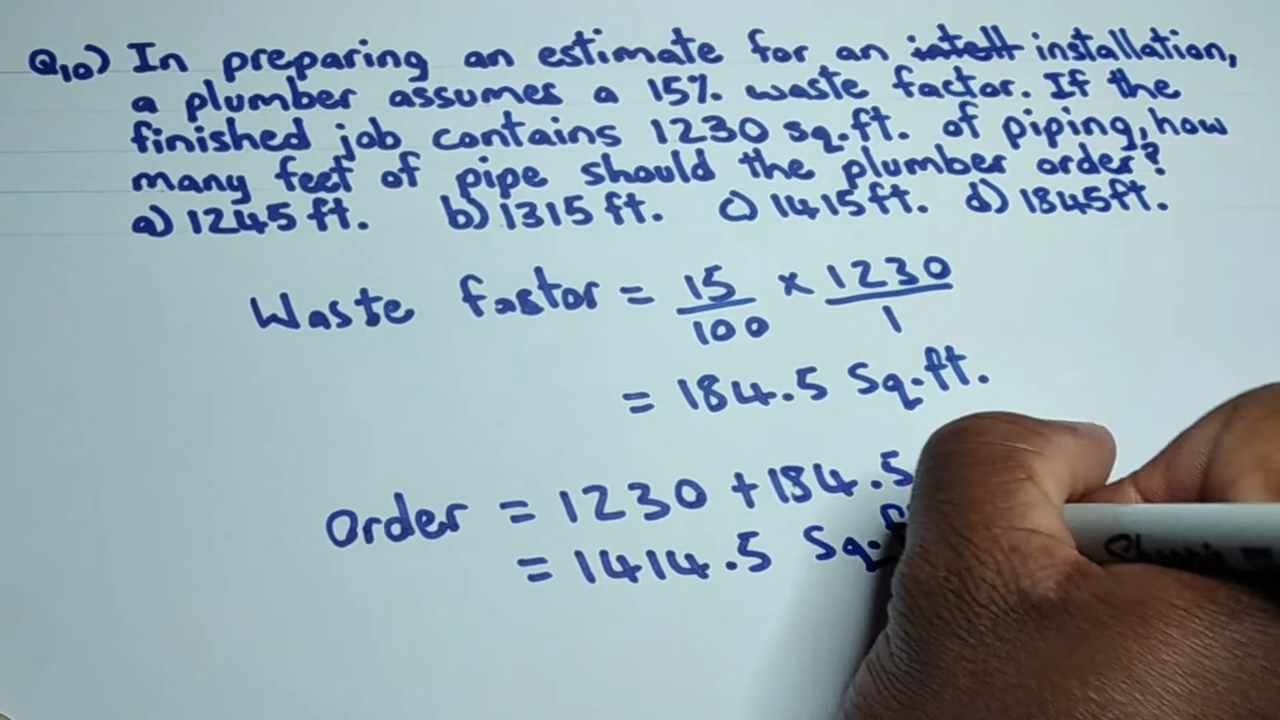 Q10) In preparing an estimate for an intell installation,
a plumber assumes a 15% waste factor. If the
finished job contains 1230 sq.ft. of piping, how
many feet of pipe should the plumber order?
a) 1245 ft. b) 1315 ft. c) 1415 ft. d) 1845 ft.
Waste factor = 15/100 x 1230/1
= 184.5 Sq.ft.
Order = 1230 + 184.5
= 1414.5 Sq.f
Sharpie